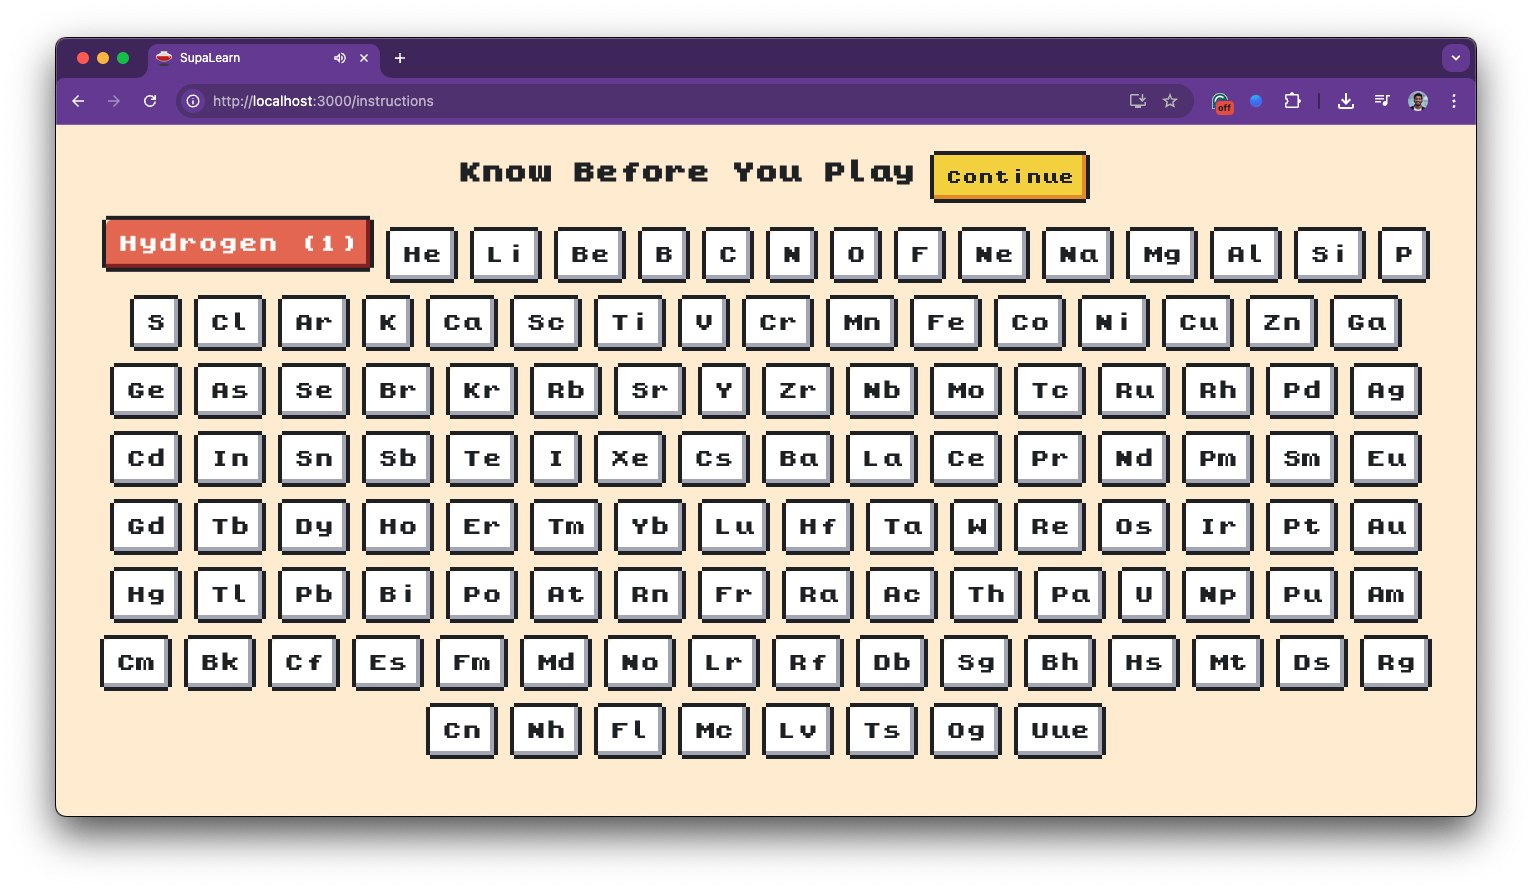 SupaLearn
http://localhost:3000/instructions
off
Know Before You Play Continue
Hydrogen (1) He Li Be B C N O F Ne Na Mg Al Si P
S Cl Ar K Ca Sc Ti V Cr Mn Fe Co Ni Cu Zn Ga
Ge As Se Br Kr Rb Sr Y Zr Nb Mo Tc Ru Rh Pd Ag
Cd In Sn Sb Te I Xe Cs Ba La Ce Pr Nd Pm Sm Eu
Gd Tb Dy Ho Er Tm Yb Lu Hf Ta W Re Os Ir Pt Au
Hg Tl Pb Bi Po At Rn Fr Ra Ac Th Pa U Np Pu Am
Cm Bk Cf Es Fm Md No Lr Rf Db Sg Bh Hs Mt Ds Rg
Cn Nh Fl Mc Lv Ts Og Uue